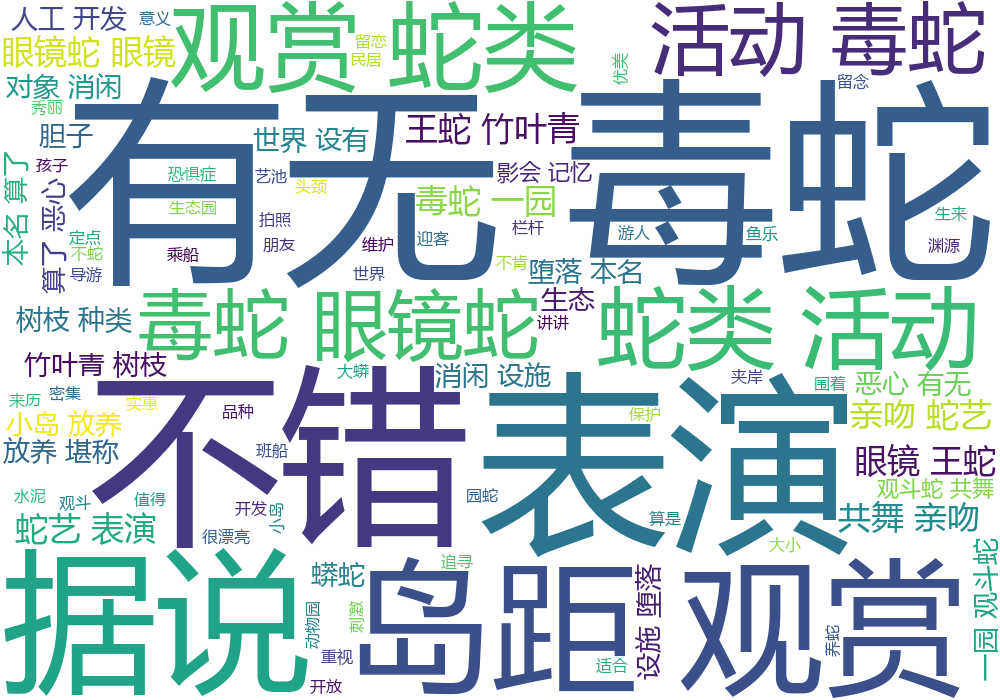 人工 开发
意义
观赏 蛇类
活动 毒蛇
眼镜蛇 眼镜
留恋
民居
优美
对象 消闲
留念
秀丽
有无 毒蛇
胆子
世界 设有
王蛇 竹叶青
本名 算了
孩子
恐惧症
艺池
头颈
影会 记忆
算了 恶心
生态园
毒蛇 一园
拍照
栏杆
生来
定点
迎客
游人
鱼乐
不蛇
乘船
朋友
维护
渊源
导游
世界
不肯
堕落 本名
毒蛇 眼镜蛇
生态
蛇类 活动
树枝 种类
讲讲
竹叶青 树枝
大蟒
消闲 设施
夹岸
围着
恶心 有无
来历
密集
不错
表演
实惠
品种
保护
小岛 放养
亲吻 蛇艺
放养 堪称
班船
眼镜 王蛇
水泥
观斗
值得
园蛇
观斗蛇 共舞
开发
小岛
算是
共舞 亲吻
蛇艺 表演
很漂亮
大小
据说
蟒蛇
追寻
岛距
观赏
设施 堕落
一园 观斗蛇
动物园
刺激
养蛇
重视
适合
开放